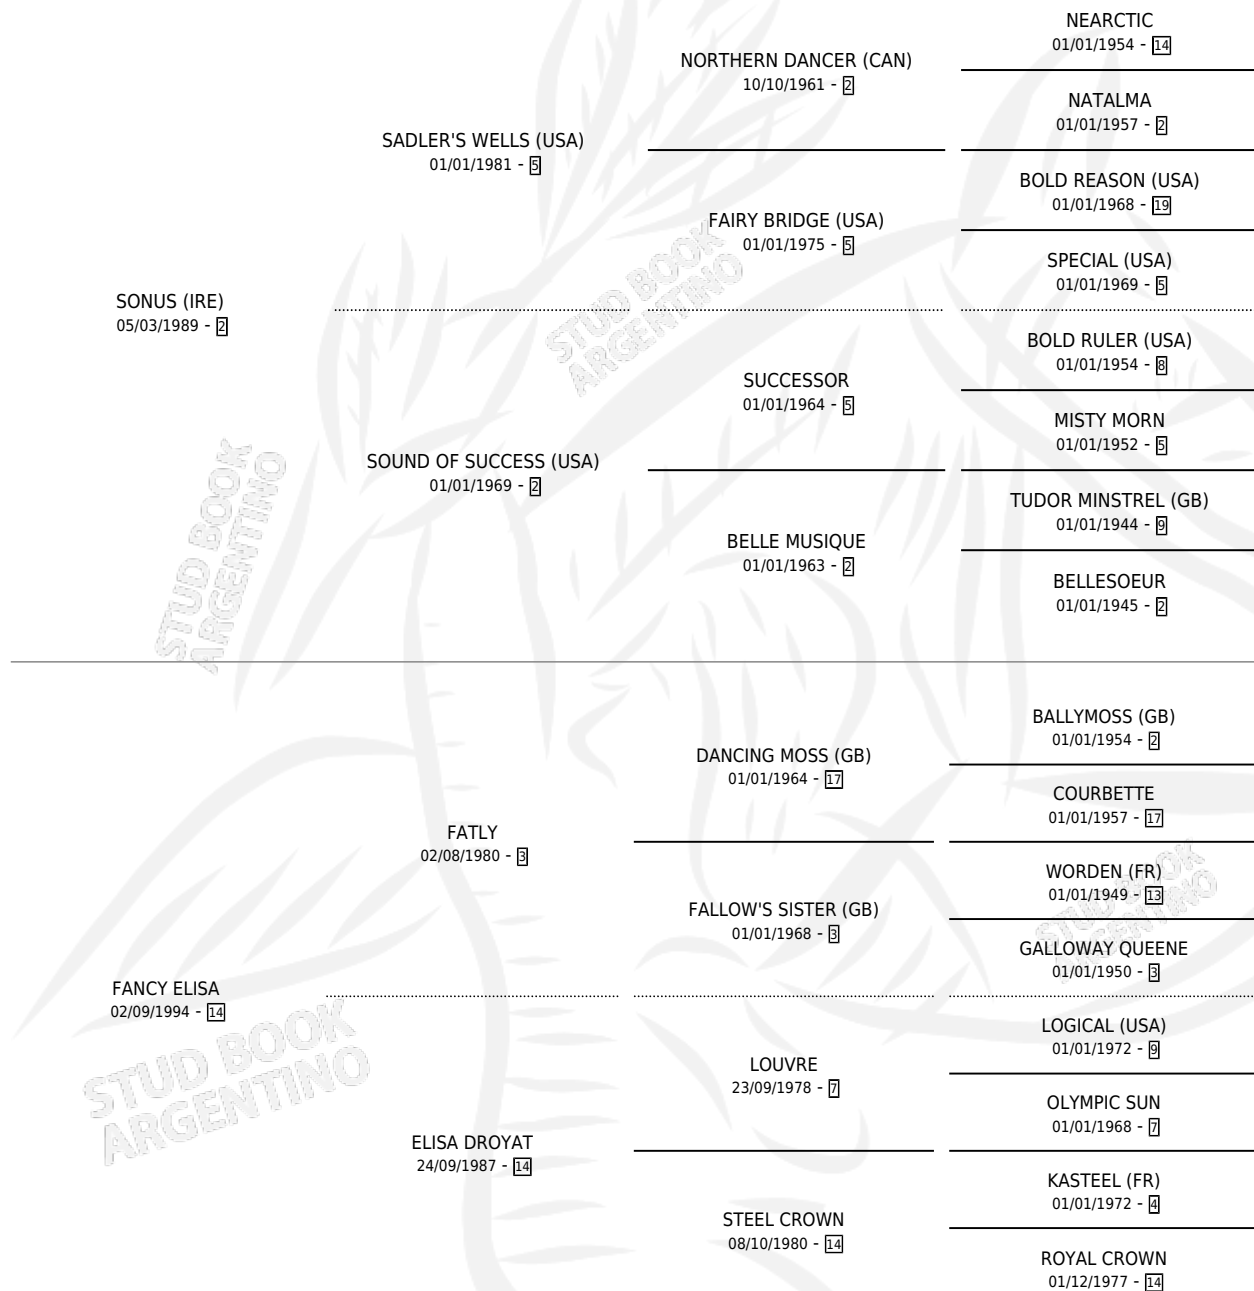 NEARCTIC
01/01/1954 - 14
NORTHERN DANCER (CAN)
10/10/1961 - 2
NATALMA
01/01/1957 - 2
SADLER'S WELLS (USA)
01/01/1981 - 5
BOLD REASON (USA)
01/01/1968 - 19
FAIRY BRIDGE (USA)
01/01/1975 - 5
SPECIAL (USA)
01/01/1969 - 5
STUD BOOK
ARGENTINO
SONUS (IRE)
05/03/1989 - 2
BOLD RULER (USA)
01/01/1954 - 8
SUCCESSOR
01/01/1964 - 5
MISTY MORN
01/01/1952 - 5
SOUND OF SUCCESS (USA)
01/01/1969 - 2
TUDOR MINSTREL (GB)
01/01/1944 - 9
BELLE MUSIQUE
01/01/1963 - 2
BELLESOEUR
01/01/1945 - 2
STUD BOOK
ARGENTINO
BALLYMOSS (GB)
01/01/1954 - 2
DANCING MOSS (GB)
01/01/1964 - 17
COURBETTE
01/01/1957 - 17
FATLY
02/08/1980 - 3
WORDEN (FR)
01/01/1949 - 13
FALLOW'S SISTER (GB)
01/01/1968 - 3
GALLOWAY QUEENE
01/01/1950 - 3
STUD BOOK
ARGENTINO
FANCY ELISA
02/09/1994 - 14
LOGICAL (USA)
01/01/1972 - 9
LOUVRE
23/09/1978 - 7
OLYMPIC SUN
01/01/1968 - 7
ELISA DROYAT
24/09/1987 - 14
KASTEEL (FR)
01/01/1972 - 4
STEEL CROWN
08/10/1980 - 14
ROYAL CROWN
01/12/1977 - 14
STUD BOOK
ARGENTINO